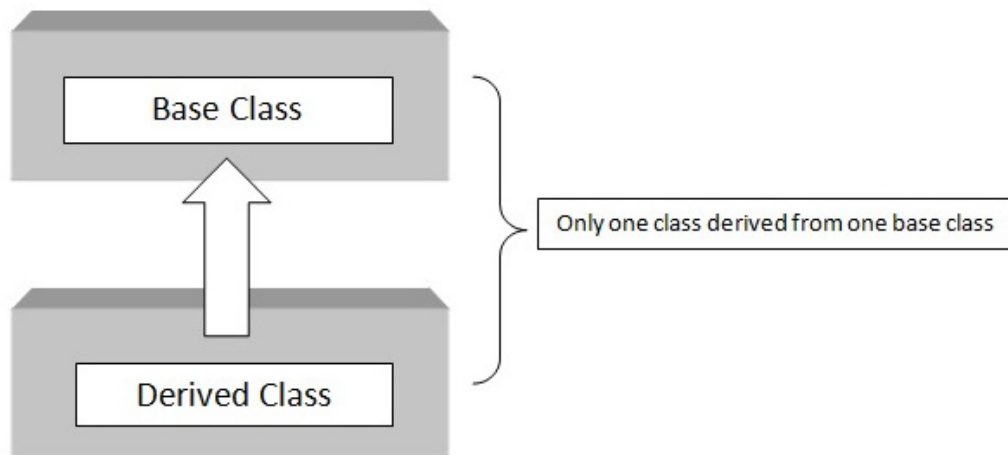 Base Class
Only one class derived from one base class
Derived Class